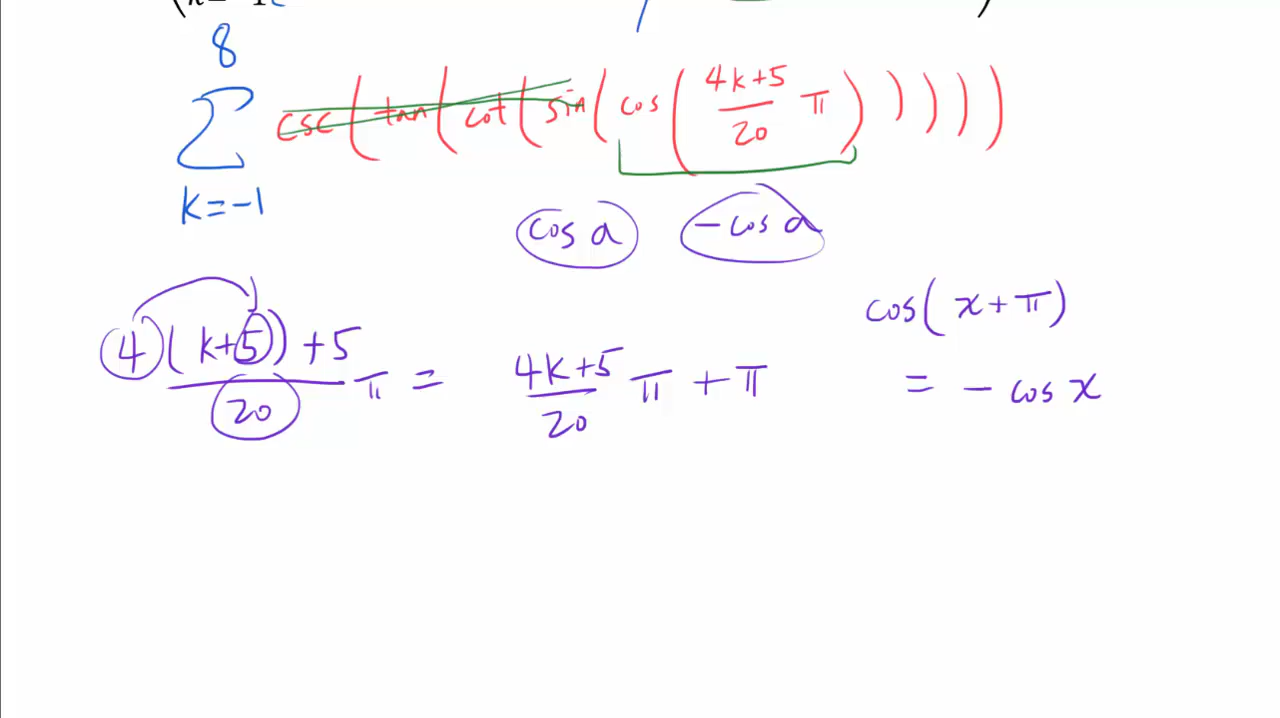 8
∑ csc(tan(cot(sin(cos(4k+5/20 π)))))
k=-1
cos a -cos a
4(k+5)+5/20 π = 4k+5/20 π + π
cos(x+π)
= -cos x